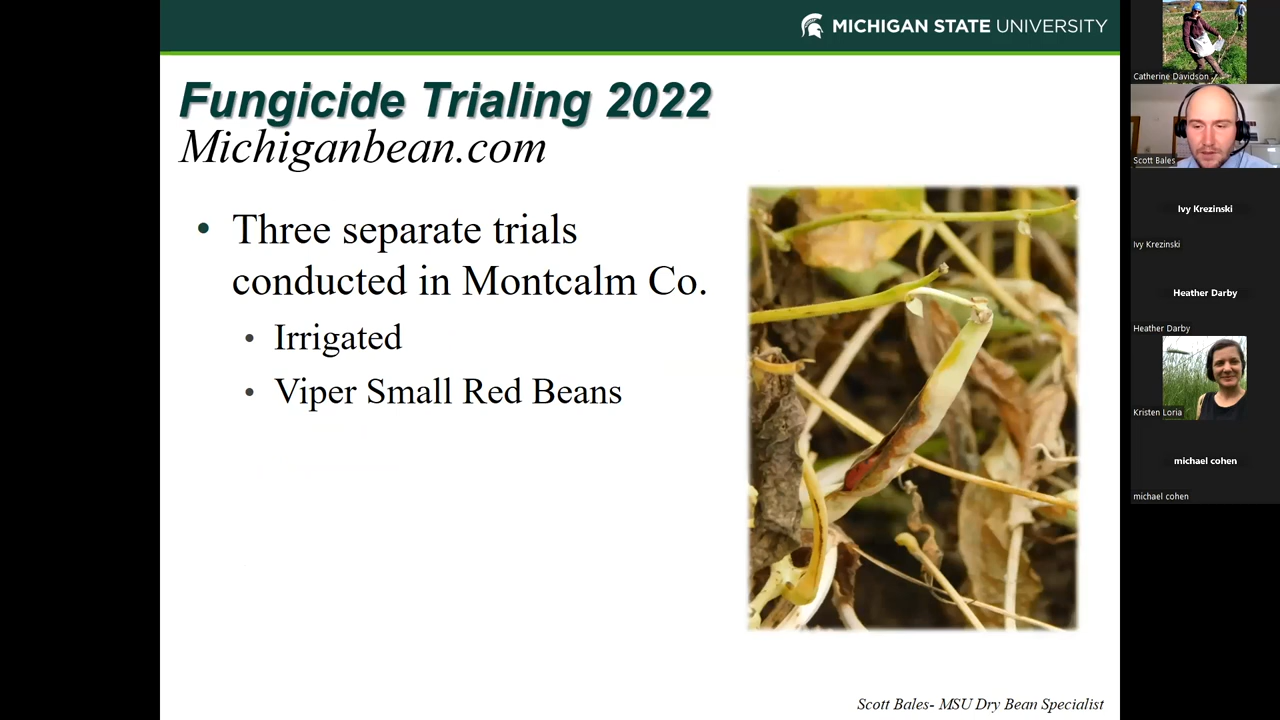 MICHIGAN STATE UNIVERSITY
Fungicide Trialing 2022
Michiganbean.com
• Three separate trials
conducted in Montcalm Co.
• Irrigated
• Viper Small Red Beans
Scott Bales- MSU Dry Bean Specialist
Catherine Davidson
Scott Bales
Ivy Krezinski
Ivy Krezinski
Heather Darby
Heather Darby
Kristen Loria
michael cohen
michael cohen